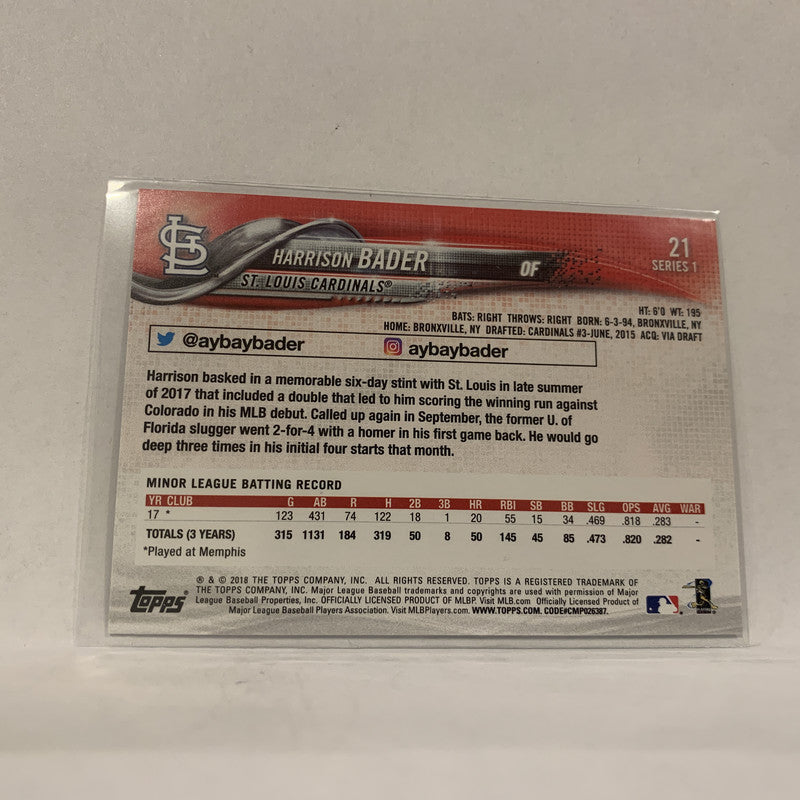 STL
HARRISON BADER
OF
ST. LOUIS CARDINALS®
21
SERIES 1
HT: 6'0 WT: 195
BATS: RIGHT THROWS: RIGHT BORN: 6-3-94, BRONXVILLE, NY
HOME: BRONXVILLE, NY DRAFTED: CARDINALS #3-JUNE, 2015 ACQ: VIA DRAFT
@aybaybader aybaybader
Harrison basked in a memorable six-day stint with St. Louis in late summer
of 2017 that included a double that led to him scoring the winning run against
Colorado in his MLB debut. Called up again in September, the former U. of
Florida slugger went 2-for-4 with a homer in his first game back. He would go
deep three times in his initial four starts that month.
MINOR LEAGUE BATTING RECORD
YR CLUB G AB R H 2B 3B HR RBI SB BB SLG OPS AVG WAR
17 * 123 431 74 122 18 1 20 55 15 34 .469 .818 .283 -
TOTALS (3 YEARS) 315 1131 184 319 50 8 50 145 45 85 .473 .820 .282 -
*Played at Memphis
topps®
® & © 2018 THE TOPPS COMPANY, INC. ALL RIGHTS RESERVED. TOPPS IS A REGISTERED TRADEMARK OF
THE TOPPS COMPANY, INC. Major League Baseball trademarks and copyrights are used with permission of Major
League Baseball Properties, Inc. OFFICIALLY LICENSED PRODUCT OF MLBP. Visit MLB.com Officially Licensed Product of
Major League Baseball Players Association. Visit MLBPlayers.com. WWW.TOPPS.COM. CODE#CMP026387.